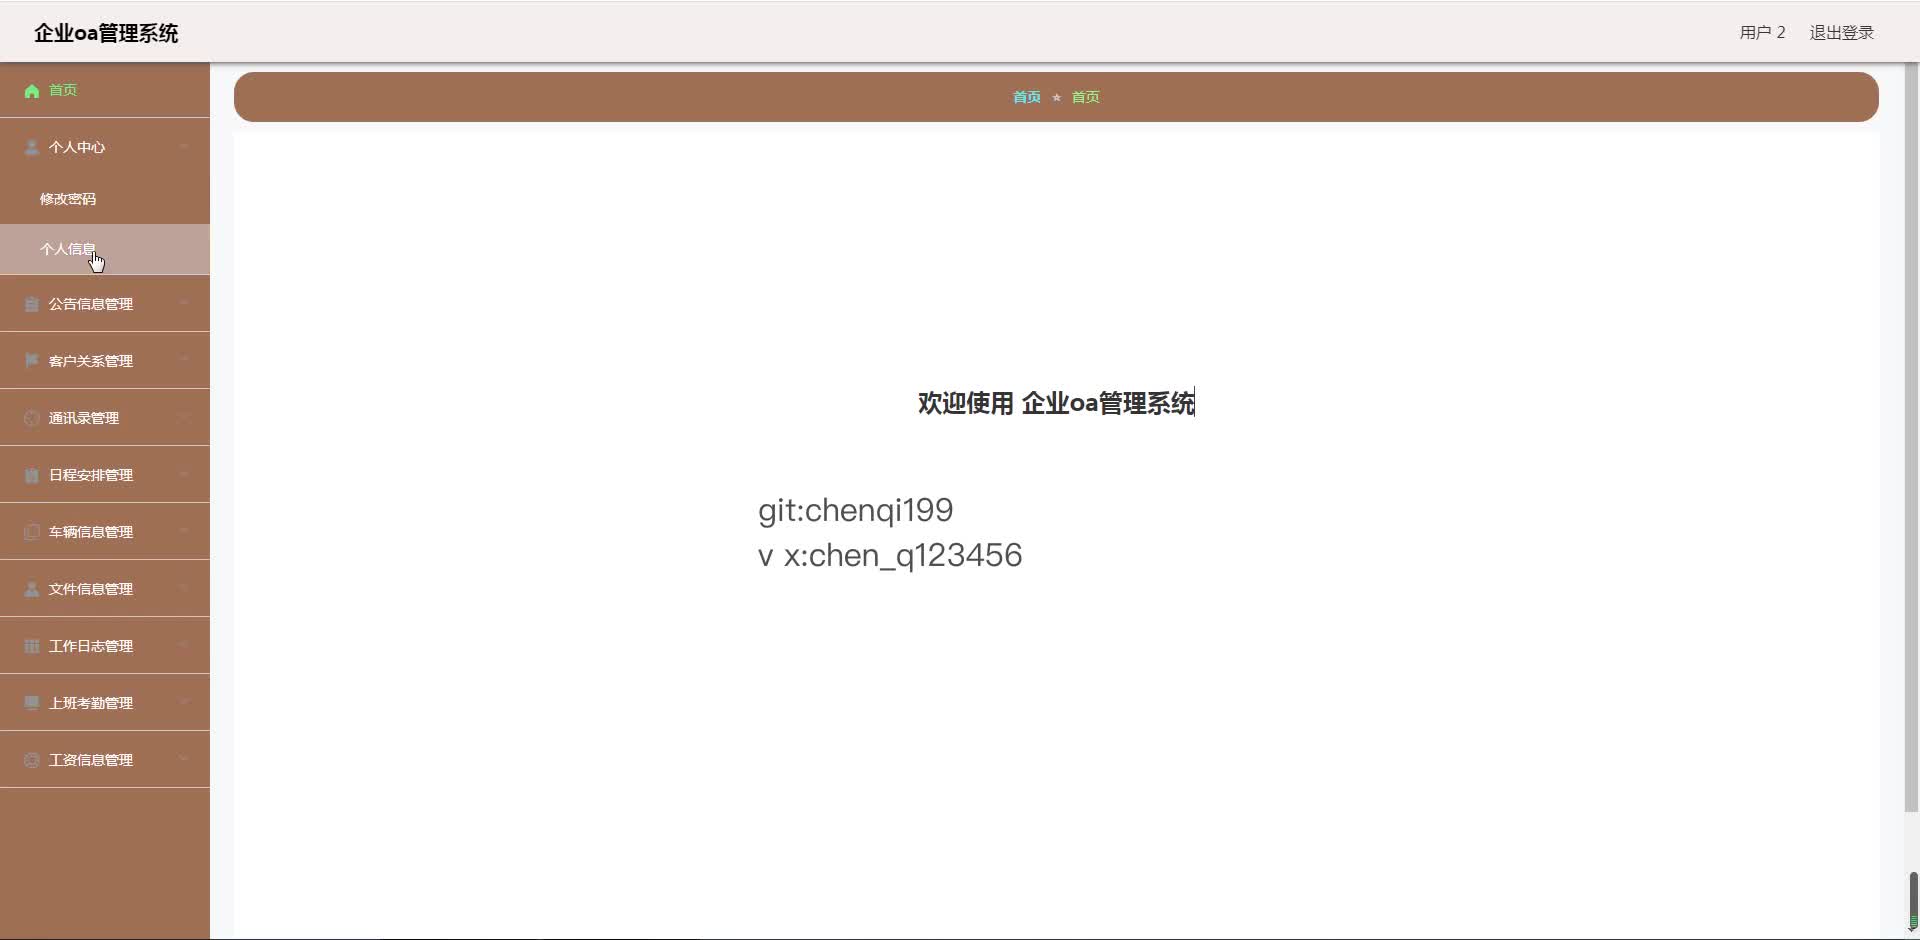 企业oa管理系统
用户 2
退出登录
首页
首页 ☆ 首页
个人中心
修改密码
个人信息
公告信息管理
客户关系管理
通讯录管理
日程安排管理
车辆信息管理
文件信息管理
工作日志管理
上班考勤管理
工资信息管理
欢迎使用 企业oa管理系统
git:chenqi199
v x:chen_q123456